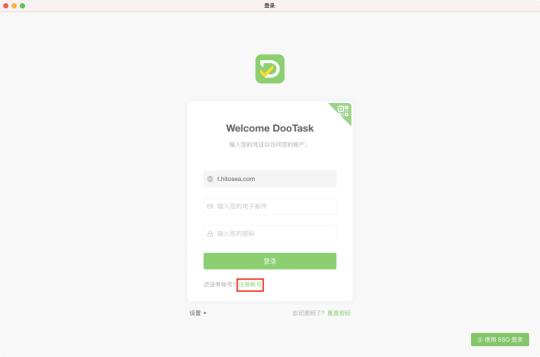 登录
Welcome DooTask
输入您的凭证以访问您的帐户。
t.hitosea.com
输入您的电子邮件
输入您的密码
登录
还没有帐号？注册帐号
设置
忘记密码了？重置密码
使用 SSO 登录